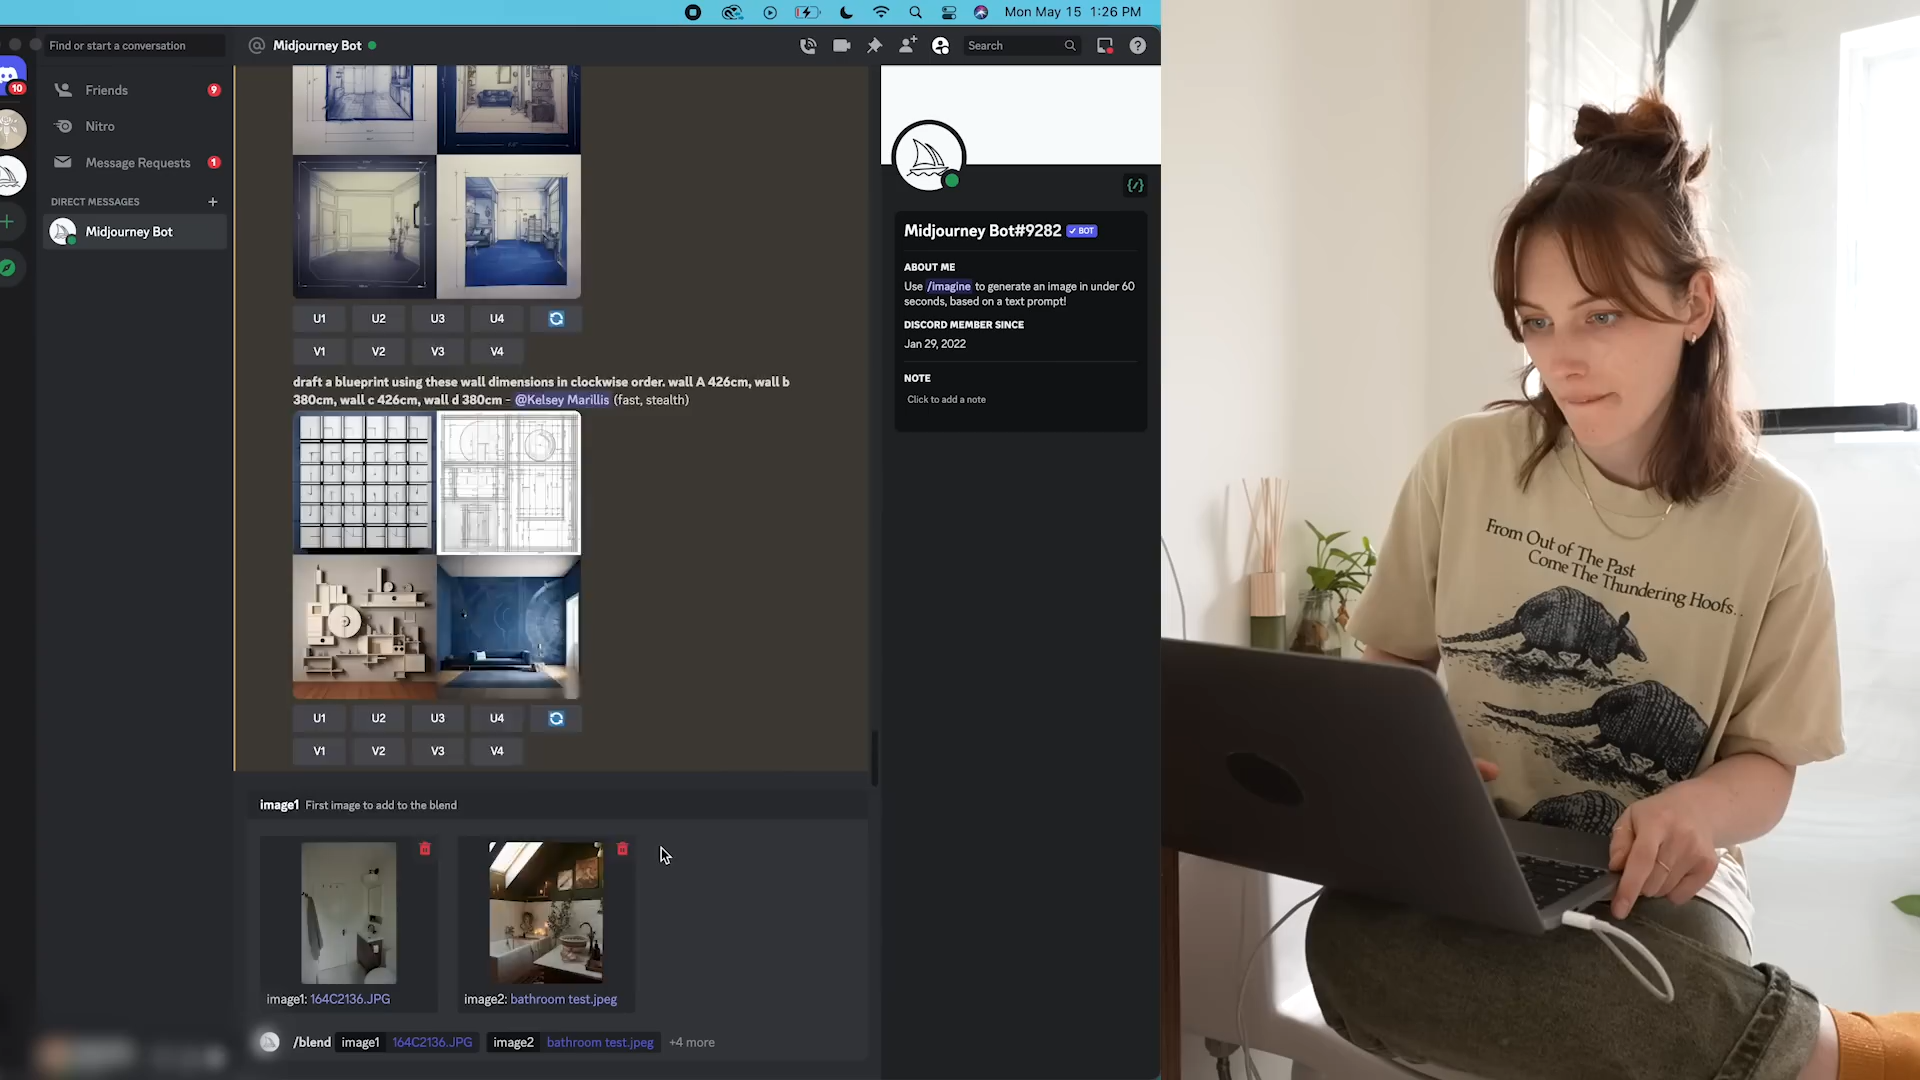 Mon May 15 1:26 PM
Find or start a conversation
Midjourney Bot
Search
10
Friends
9
Nitro
Message Requests
1
DIRECT MESSAGES
Midjourney Bot
U1 U2 U3 U4
V1 V2 V3 V4
draft a blueprint using these wall dimensions in clockwise order. wall A 426cm, wall b
380cm, wall c 426cm, wall d 380cm - @Kelsey Marillis (fast, stealth)
U1 U2 U3 U4
V1 V2 V3 V4
image1 First image to add to the blend
image1: 164C2136.JPG
image2: bathroom test.jpeg
/blend image1 164C2136.JPG image2 bathroom test.jpeg +4 more
Midjourney Bot#9282 BOT
ABOUT ME
Use /imagine to generate an image in under 60
seconds, based on a text prompt!
DISCORD MEMBER SINCE
Jan 29, 2022
NOTE
Click to add a note
From Out of The Past
Come The Thundering Hoofs...